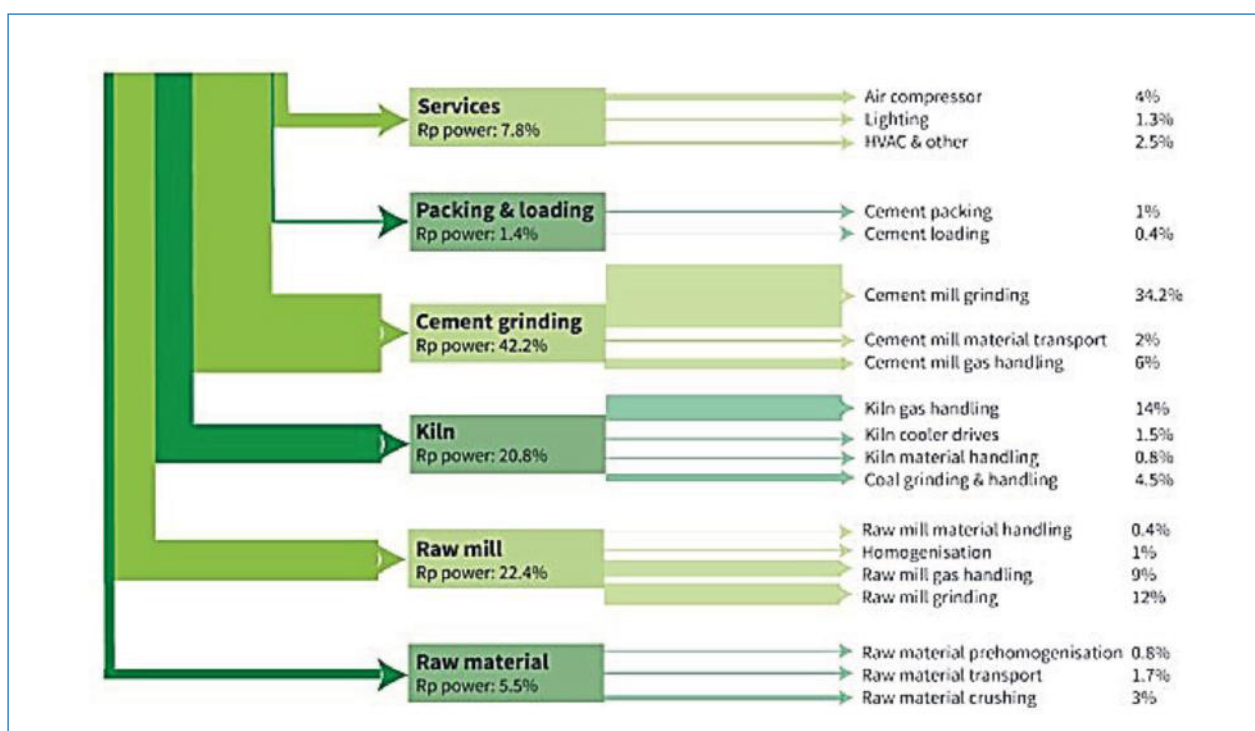 Services
Rp power: 7.8%
Air compressor 4%
Lighting 1.3%
HVAC & other 2.5%
Packing & loading
Rp power: 1.4%
Cement packing 1%
Cement loading 0.4%
Cement grinding
Rp power: 42.2%
Cement mill grinding 34.2%
Cement mill material transport 2%
Cement mill gas handling 6%
Kiln
Rp power: 20.8%
Kiln gas handling 14%
Kiln cooler drives 1.5%
Kiln material handling 0.8%
Coal grinding & handling 4.5%
Raw mill
Rp power: 22.4%
Raw mill material handling 0.4%
Homogenisation 1%
Raw mill gas handling 9%
Raw mill grinding 12%
Raw material
Rp power: 5.5%
Raw material prehomogenisation 0.8%
Raw material transport 1.7%
Raw material crushing 3%